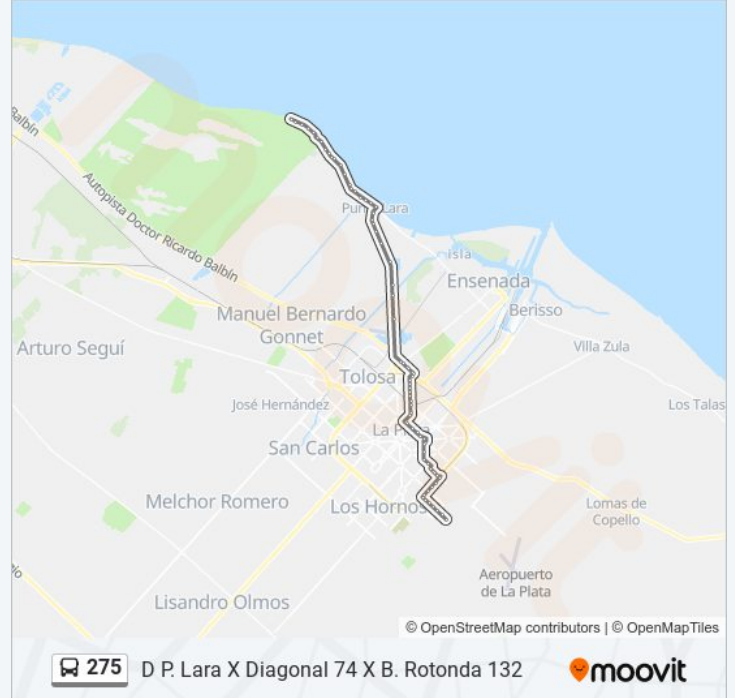 Balbín
Autopista Doctor Ricardo Balbín
Punta Lara
Isla
Ensenada
Berisso
Manuel Bernardo
Gonnet
Arturo Seguí
Villa Zula
Tolosa
José Hernández
Los Talas
La Plata
San Carlos
Melchor Romero
Los Hornos
Lomas de
Copello
Aeropuerto
de La Plata
Lisandro Olmos
© OpenStreetMap contributors | © OpenMapTiles
275 D P. Lara X Diagonal 74 X B. Rotonda 132
moovit